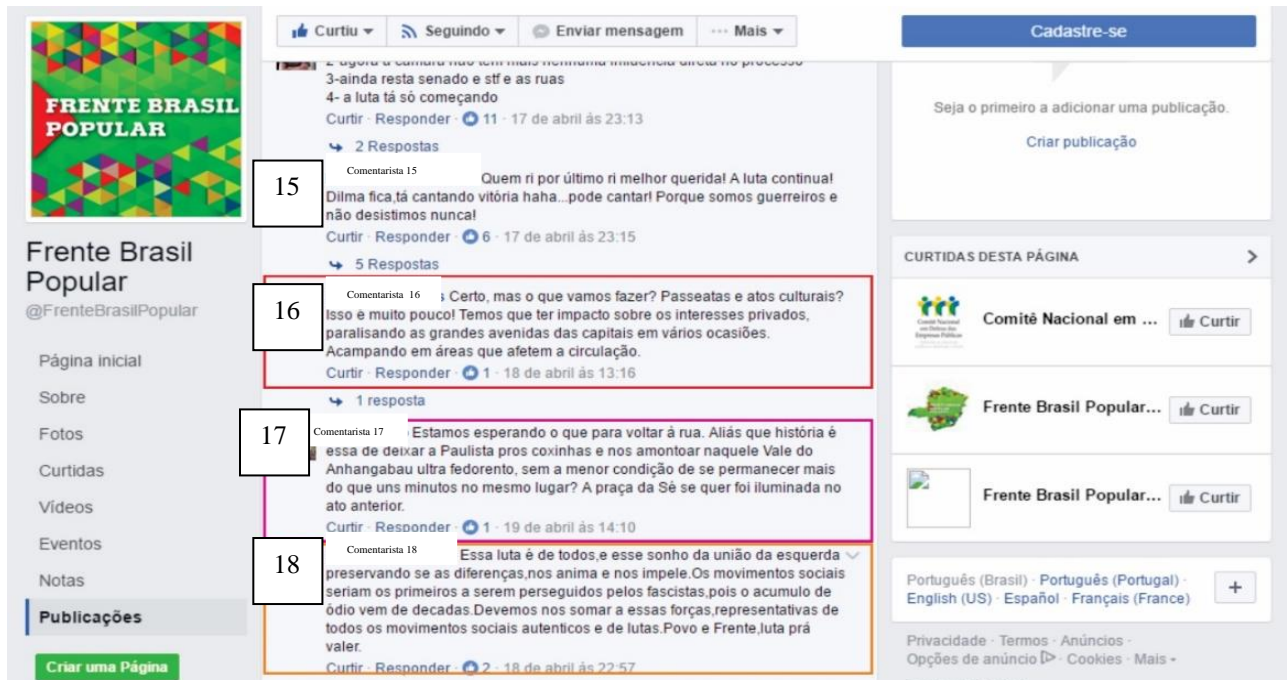 FRENTE BRASIL
POPULAR
Frente Brasil
Popular
@FrenteBrasilPopular
Página inicial
Sobre
Fotos
Curtidas
Vídeos
Eventos
Notas
Publicações
Criar uma Página
Curtiu
Seguindo
Enviar mensagem
Mais
2-agora a camara não tem mais nenhuma influencia direta no processo
3-ainda resta senado e stf e as ruas
4- a luta tá só começando
Curtir · Responder · 11 · 17 de abril às 23:13
2 Respostas
15
Comentarista 15
Quem ri por último ri melhor querida! A luta continua!
Dilma fica,tá cantando vitória haha...pode cantar! Porque somos guerreiros e
não desistimos nunca!
Curtir · Responder · 6 · 17 de abril às 23:15
5 Respostas
16
Comentarista 16
s Certo, mas o que vamos fazer? Passeatas e atos culturais?
Isso è muito pouco! Temos que ter impacto sobre os interesses privados,
paralisando as grandes avenidas das capitais em vários ocasiões.
Acampando em áreas que afetem a circulação.
Curtir · Responder · 1 · 18 de abril às 13:16
1 resposta
17
Comentarista 17
Estamos esperando o que para voltar á rua. Aliás que história é
essa de deixar a Paulista pros coxinhas e nos amontoar naquele Vale do
Anhangabau ultra fedorento, sem a menor condição de se permanecer mais
do que uns minutos no mesmo lugar? A praça da Sé se quer foi iluminada no
ato anterior.
Curtir · Responder · 1 · 19 de abril às 14:10
18
Comentarista 18
Essa luta é de todos,e esse sonho da união da esquerda
preservando se as diferenças,nos anima e nos impele.Os movimentos sociais
seriam os primeiros a serem perseguidos pelos fascistas,pois o acumulo de
ódio vem de decadas.Devemos nos somar a essas forças,representativas de
todos os movimentos sociais autenticos e de lutas.Povo e Frente,luta prá
valer.
Curtir · Responder · 2 · 18 de abril às 22:57
Cadastre-se
Seja o primeiro a adicionar uma publicação.
Criar publicação
CURTIDAS DESTA PÁGINA
Comitê Nacional em ...
Curtir
Frente Brasil Popular...
Curtir
Frente Brasil Popular...
Curtir
Português (Brasil) · Português (Portugal) ·
English (US) · Español · Français (France)
Privacidade · Termos · Anúncios ·
Opções de anúncio · Cookies · Mais